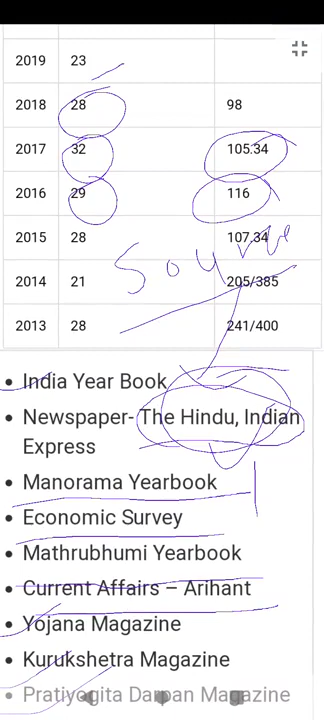 2019 23
2018 28 98
2017 32 105.34
2016 29 116
2015 28 107.34
Source
2014 21 205/385
2013 28 241/400
• India Year Book
• Newspaper- The Hindu, Indian
Express
• Manorama Yearbook
• Economic Survey
• Mathrubhumi Yearbook
• Current Affairs – Arihant
• Yojana Magazine
• Kurukshetra Magazine
• Pratiyogita Darpan Magazine